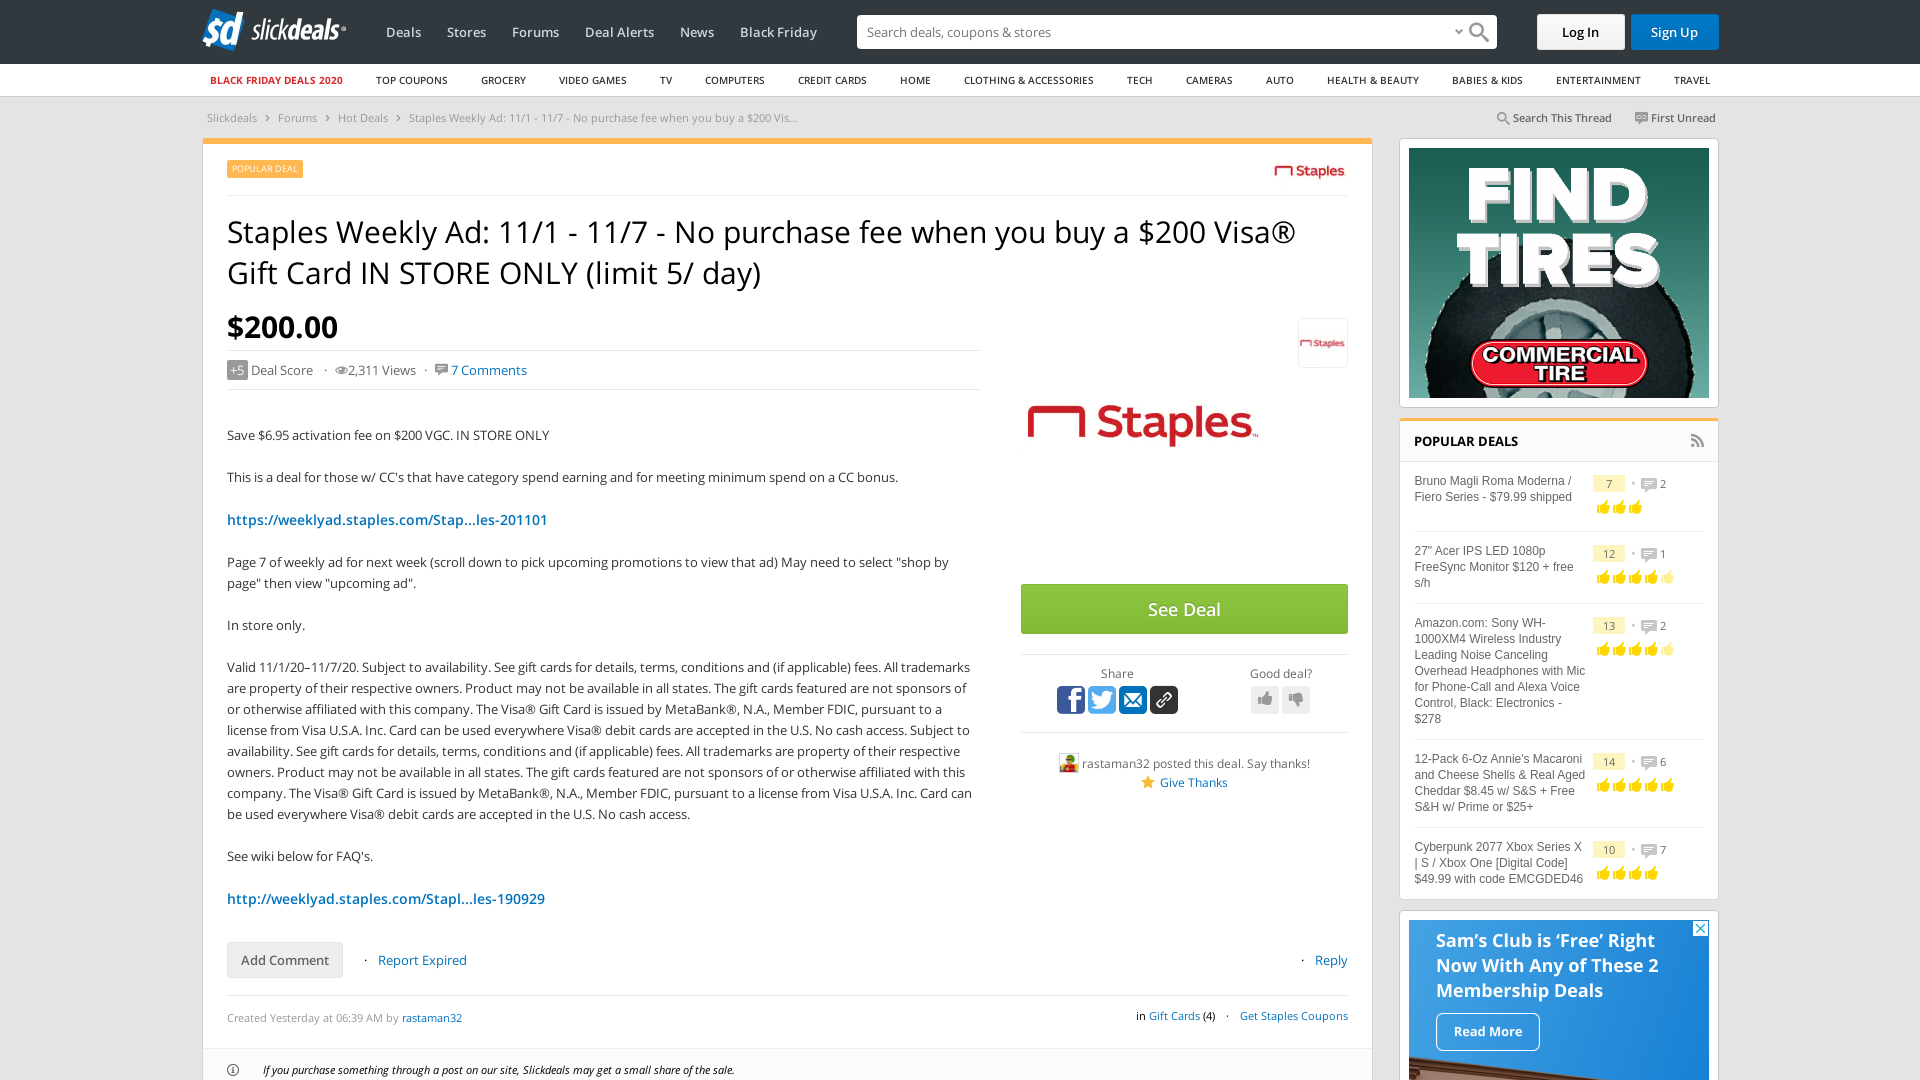 slickdeals
Deals
Stores
Forums
Deal Alerts
News
Black Friday
Search deals, coupons & stores
Log In
Sign Up
BLACK FRIDAY DEALS 2020
TOP COUPONS
GROCERY
VIDEO GAMES
TV
COMPUTERS
CREDIT CARDS
HOME
CLOTHING & ACCESSORIES
TECH
CAMERAS
AUTO
HEALTH & BEAUTY
BABIES & KIDS
ENTERTAINMENT
TRAVEL
Slickdeals › Forums › Hot Deals › Staples Weekly Ad: 11/1 - 11/7 - No purchase fee when you buy a $200 Vis...
Search This Thread
First Unread
POPULAR DEAL
Staples
Staples Weekly Ad: 11/1 - 11/7 - No purchase fee when you buy a $200 Visa®
Gift Card IN STORE ONLY (limit 5/ day)
$200.00
Staples
+5 Deal Score · 2,311 Views · 7 Comments
Staples™
Save $6.95 activation fee on $200 VGC. IN STORE ONLY
This is a deal for those w/ CC's that have category spend earning and for meeting minimum spend on a CC bonus.
https://weeklyad.staples.com/Stap...les-201101
Page 7 of weekly ad for next week (scroll down to pick upcoming promotions to view that ad) May need to select "shop by
page" then view "upcoming ad".
In store only.
Valid 11/1/20–11/7/20. Subject to availability. See gift cards for details, terms, conditions and (if applicable) fees. All trademarks
are property of their respective owners. Product may not be available in all states. The gift cards featured are not sponsors of
or otherwise affiliated with this company. The Visa® Gift Card is issued by MetaBank®, N.A., Member FDIC, pursuant to a
license from Visa U.S.A. Inc. Card can be used everywhere Visa® debit cards are accepted in the U.S. No cash access. Subject to
availability. See gift cards for details, terms, conditions and (if applicable) fees. All trademarks are property of their respective
owners. Product may not be available in all states. The gift cards featured are not sponsors of or otherwise affiliated with this
company. The Visa® Gift Card is issued by MetaBank®, N.A., Member FDIC, pursuant to a license from Visa U.S.A. Inc. Card can
be used everywhere Visa® debit cards are accepted in the U.S. No cash access.
See wiki below for FAQ's.
http://weeklyad.staples.com/Stapl...les-190929
See Deal
Share
Good deal?
rastaman32 posted this deal. Say thanks!
Give Thanks
Add Comment
· Report Expired
· Reply
Created Yesterday at 06:39 AM by rastaman32
in Gift Cards (4) · Get Staples Coupons
If you purchase something through a post on our site, Slickdeals may get a small share of the sale.
FIND
TIRES
COMMERCIAL
TIRE
POPULAR DEALS
Bruno Magli Roma Moderna /
Fiero Series - $79.99 shipped
7 · 2
27" Acer IPS LED 1080p
FreeSync Monitor $120 + free
s/h
12 · 1
Amazon.com: Sony WH-
1000XM4 Wireless Industry
Leading Noise Canceling
Overhead Headphones with Mic
for Phone-Call and Alexa Voice
Control, Black: Electronics -
$278
13 · 2
12-Pack 6-Oz Annie's Macaroni
and Cheese Shells & Real Aged
Cheddar $8.45 w/ S&S + Free
S&H w/ Prime or $25+
14 · 6
Cyberpunk 2077 Xbox Series X
| S / Xbox One [Digital Code]
$49.99 with code EMCGDED46
10 · 7
Sam's Club is ‘Free’ Right
Now With Any of These 2
Membership Deals
Read More